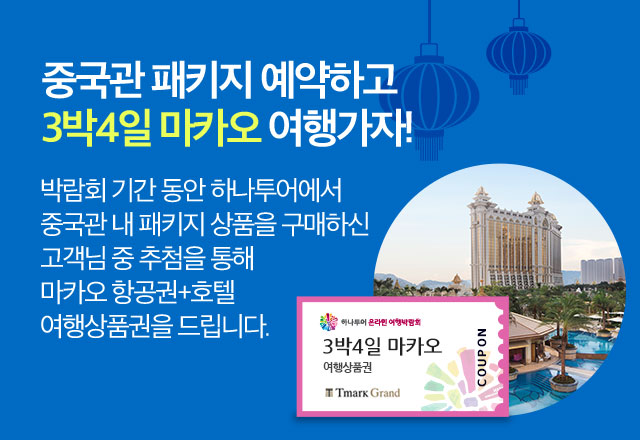 중국관 패키지 예약하고
3박4일 마카오 여행가자!
박람회 기간 동안 하나투어에서
중국관 내 패키지 상품을 구매하신
고객님 중 추첨을 통해
마카오 항공권+호텔
여행상품권을 드립니다.
하나투어 온라인 여행박람회
3박4일 마카오
여행상품권
Tmark Grand
COUPON